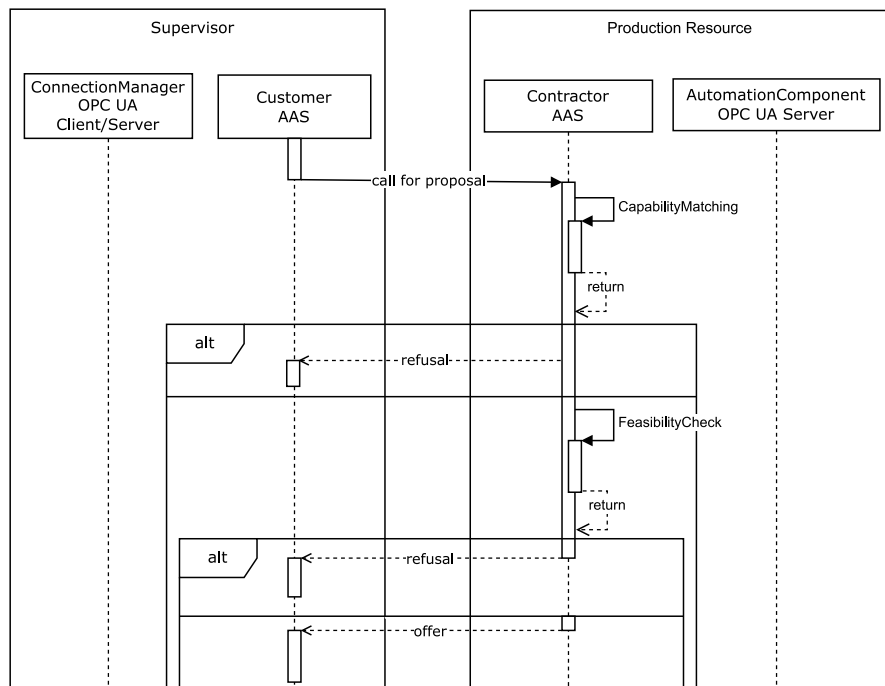 Supervisor
Production Resource
ConnectionManager
OPC UA
Client/Server
Customer
AAS
Contractor
AAS
AutomationComponent
OPC UA Server
call for proposal
CapabilityMatching
return
alt
refusal
FeasibilityCheck
return
alt
refusal
offer